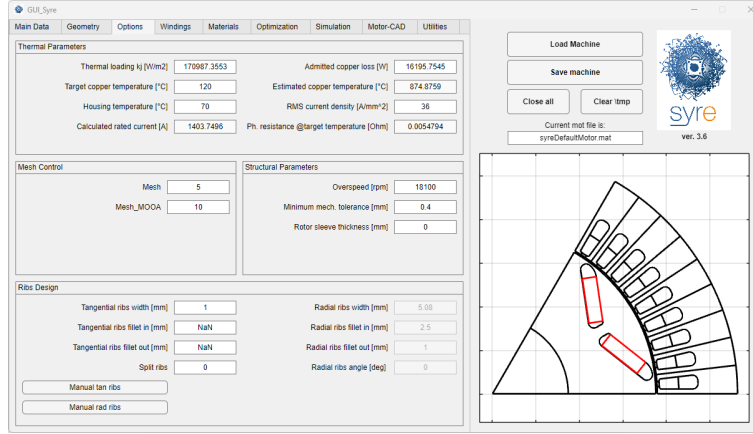 GUI_Syre
Main Data Geometry Options Windings Materials Optimization Simulation Motor-CAD Utilities
Thermal Parameters
Thermal loading kj [W/m2] 170987.3553 Admitted copper loss [W] 16195.7545
Target copper temperature [°C] 120 Estimated copper temperature [°C] 874.8759
Housing temperature [°C] 70 RMS current density [A/mm^2] 36
Calculated rated current [A] 1403.7496 Ph. resistance @target temperature [Ohm] 0.0054794
Mesh Control
Mesh 5
Mesh_MOOA 10
Structural Parameters
Overspeed [rpm] 18100
Minimum mech. tolerance [mm] 0.4
Rotor sleeve thickness [mm] 0
Ribs Design
Tangential ribs width [mm] 1 Radial ribs width [mm] 5.08
Tangential ribs fillet in [mm] NaN Radial ribs fillet in [mm] 2.5
Tangential ribs fillet out [mm] NaN Radial ribs fillet out [mm] 1
Split ribs 0 Radial ribs angle [deg] 0
Manual tan ribs
Manual rad ribs
Load Machine
Save machine
Close all Clear \tmp
Current mot file is:
syreDefaultMotor.mat
syre
ver. 3.6